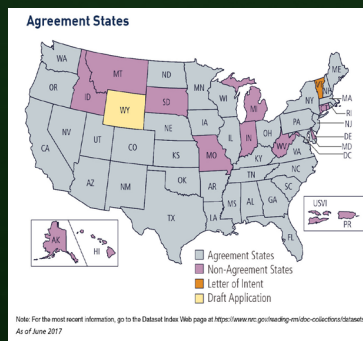 Agreement States
WA
MT
ND
MN
ME
OR
ID
SD
WI
MI
NY
VT
NH
MA
RI
WY
NV
UT
NE
IA
PA
NJ
CA
CO
KS
MO
IL
IN
OH
WV
VA
DE
MD
DC
KY
AZ
NM
OK
AR
TN
NC
SC
TX
LA
MS
AL
GA
FL
AK
HI
USVI
PR
Agreement States
Non-Agreement States
Letter of Intent
Draft Application
Note: For the most recent information, go to the Dataset Index Web page at https://www.nrc.gov/reading-rm/doc-collections/datasets
As of June 2017